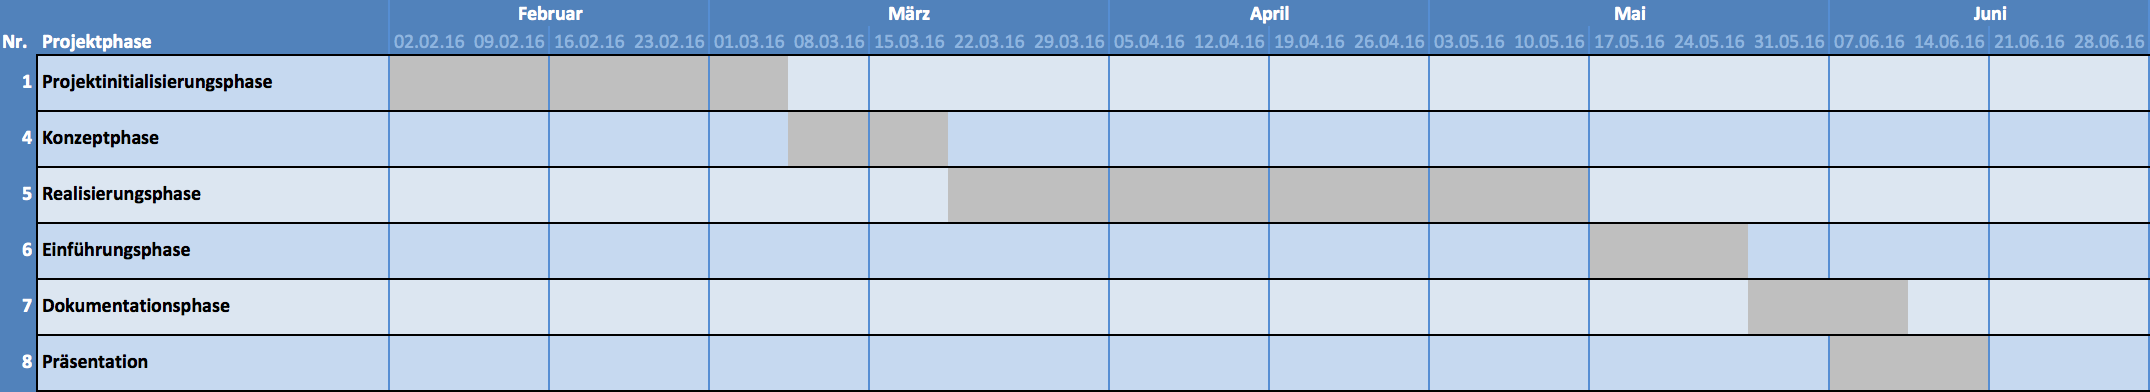 Februar März April Mai Juni
Nr. Projektphase 02.02.16 09.02.16 16.02.16 23.02.16 01.03.16 08.03.16 15.03.16 22.03.16 29.03.16 05.04.16 12.04.16 19.04.16 26.04.16 03.05.16 10.05.16 17.05.16 24.05.16 31.05.16 07.06.16 14.06.16 21.06.16 28.06.16
1 Projektinitialisierungsphase
4 Konzeptphase
5 Realisierungsphase
6 Einführungsphase
7 Dokumentationsphase
8 Präsentation